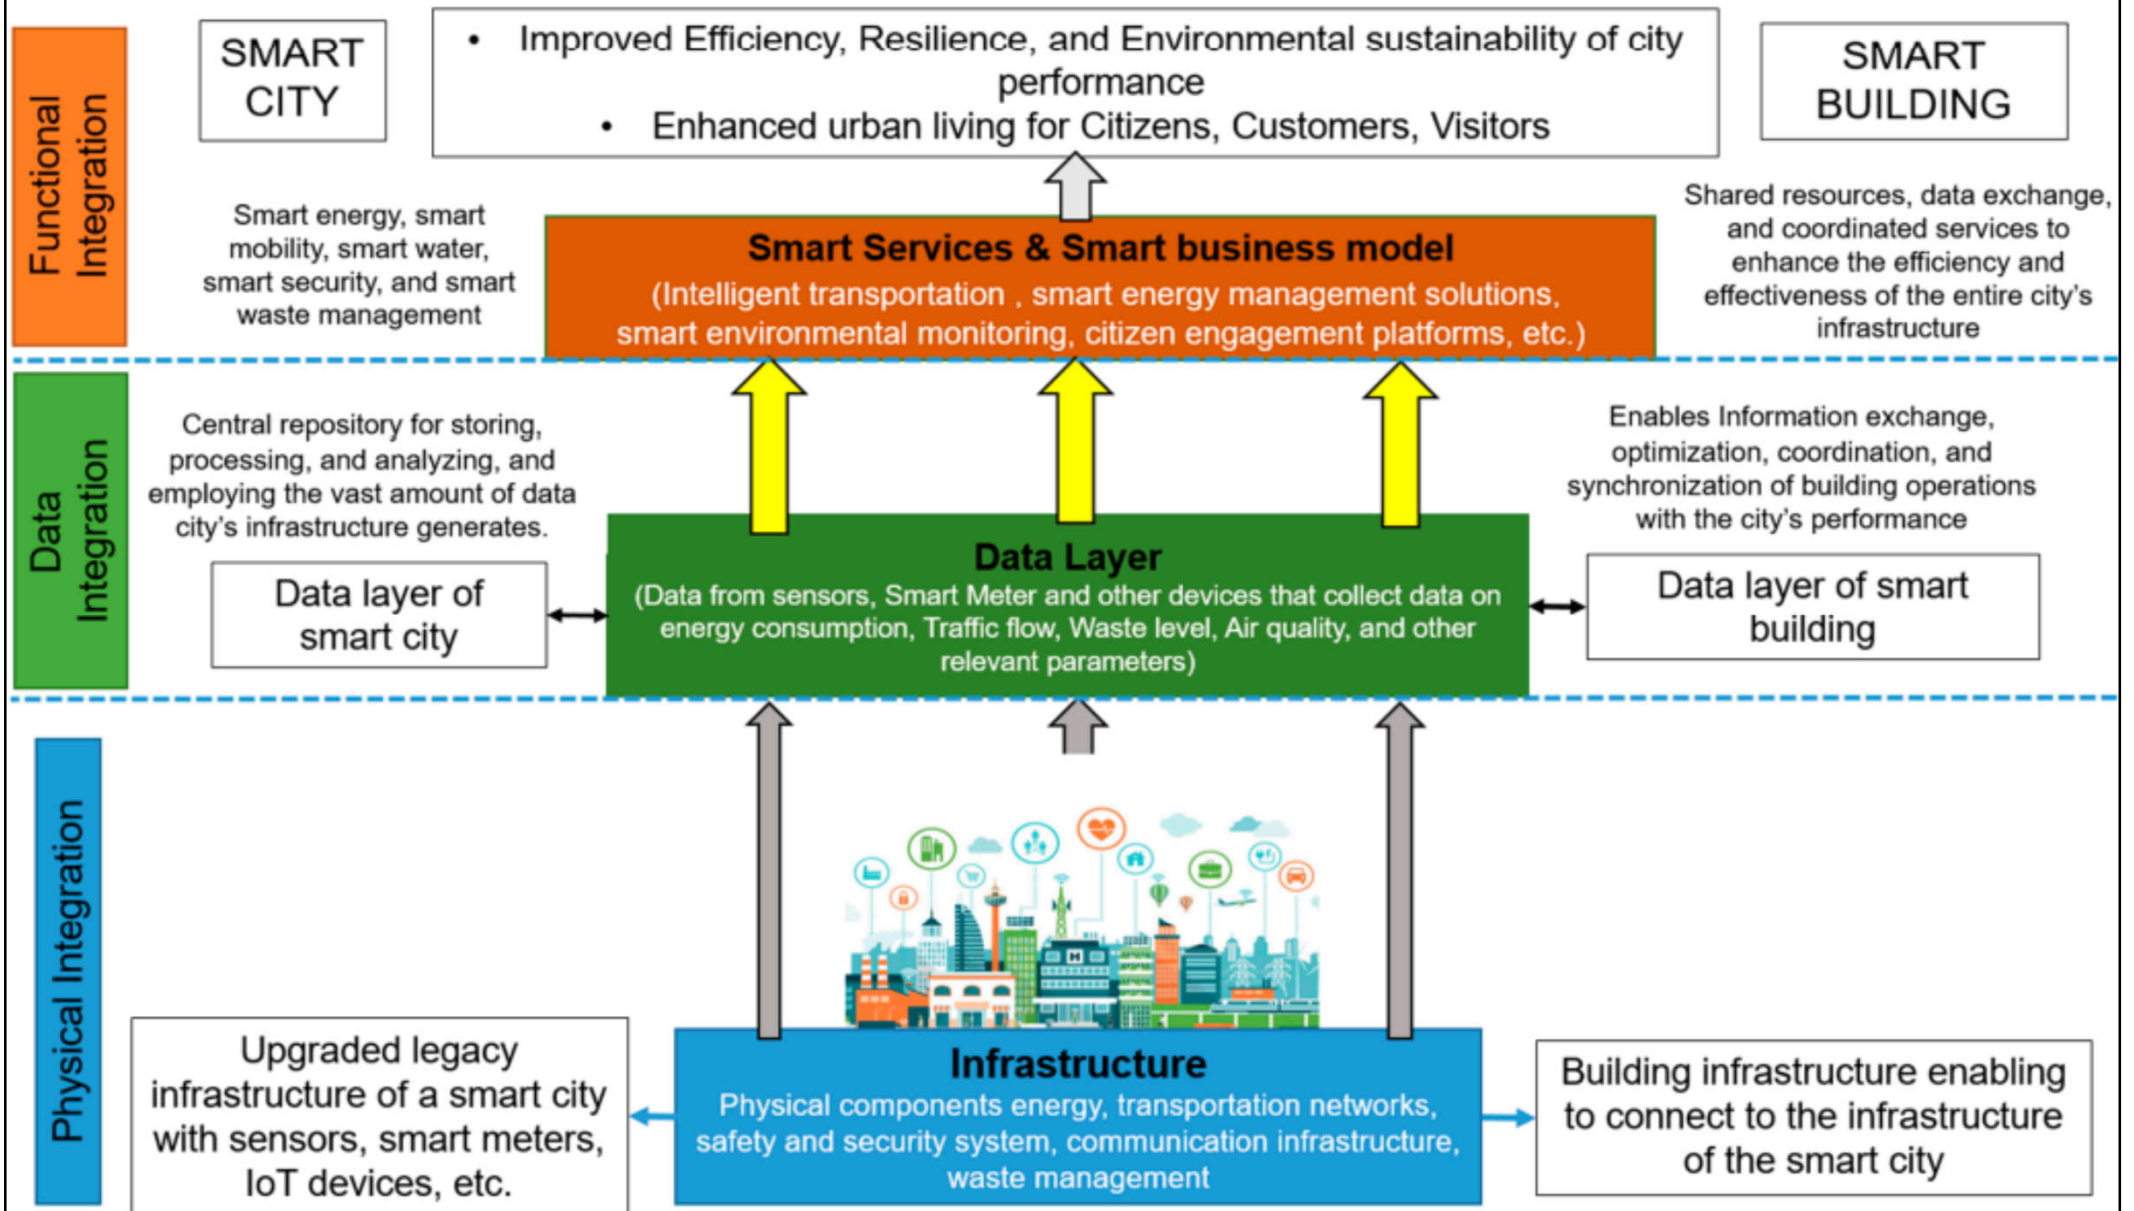 Functional
Integration
SMART
CITY
• Improved Efficiency, Resilience, and Environmental sustainability of city
performance
• Enhanced urban living for Citizens, Customers, Visitors
SMART
BUILDING
Smart energy, smart
mobility, smart water,
smart security, and smart
waste management
Smart Services & Smart business model
(Intelligent transportation , smart energy management solutions,
smart environmental monitoring, citizen engagement platforms, etc.)
Shared resources, data exchange,
and coordinated services to
enhance the efficiency and
effectiveness of the entire city's
infrastructure
Data
Integration
Central repository for storing,
processing, and analyzing, and
employing the vast amount of data
city's infrastructure generates.
Data layer of
smart city
Data Layer
(Data from sensors, Smart Meter and other devices that collect data on
energy consumption, Traffic flow, Waste level, Air quality, and other
relevant parameters)
Enables Information exchange,
optimization, coordination, and
synchronization of building operations
with the city's performance
Data layer of smart
building
Physical Integration
H
Upgraded legacy
infrastructure of a smart city
with sensors, smart meters,
IoT devices, etc.
Infrastructure
Physical components energy, transportation networks,
safety and security system, communication infrastructure,
waste management
Building infrastructure enabling
to connect to the infrastructure
of the smart city